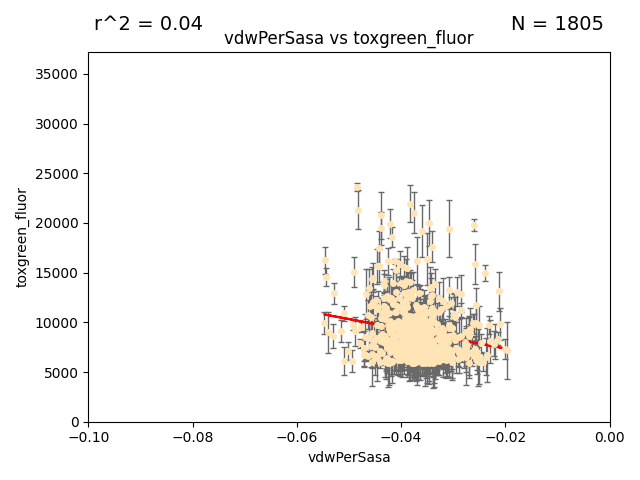 r^2 = 0.04
N = 1805
vdwPerSasa vs toxgreen_fluor
35000
30000
25000
20000
15000
10000
5000
0
toxgreen_fluor
−0.10
−0.08
−0.06
−0.04
−0.02
0.00
vdwPerSasa